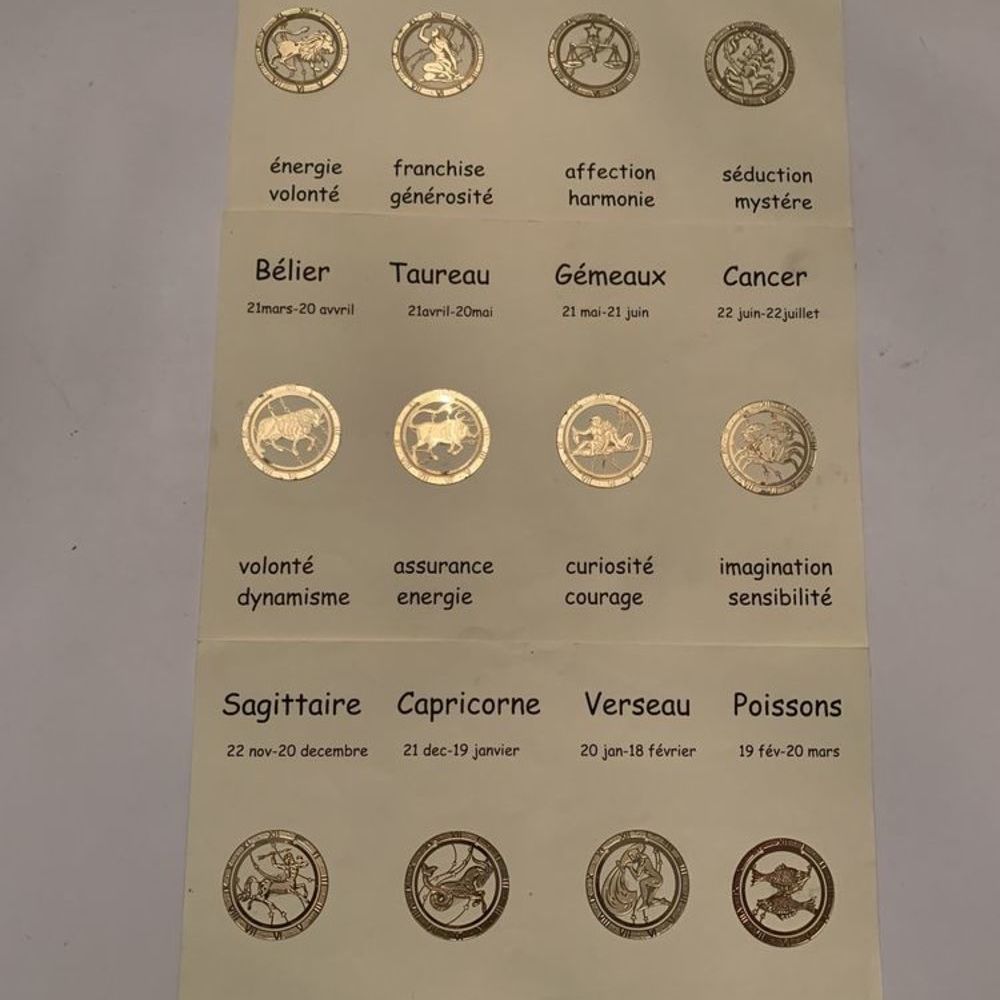 énergie franchise affection séduction
volonté générosité harmonie mystére
Bélier Taureau Gémeaux Cancer
21mars-20 avvril 21avril-20mai 21 mai-21 juin 22 juin-22juillet
volonté assurance curiosité imagination
dynamisme energie courage sensibilité
Sagittaire Capricorne Verseau Poissons
22 nov-20 decembre 21 dec-19 janvier 20 jan-18 février 19 fév-20 mars